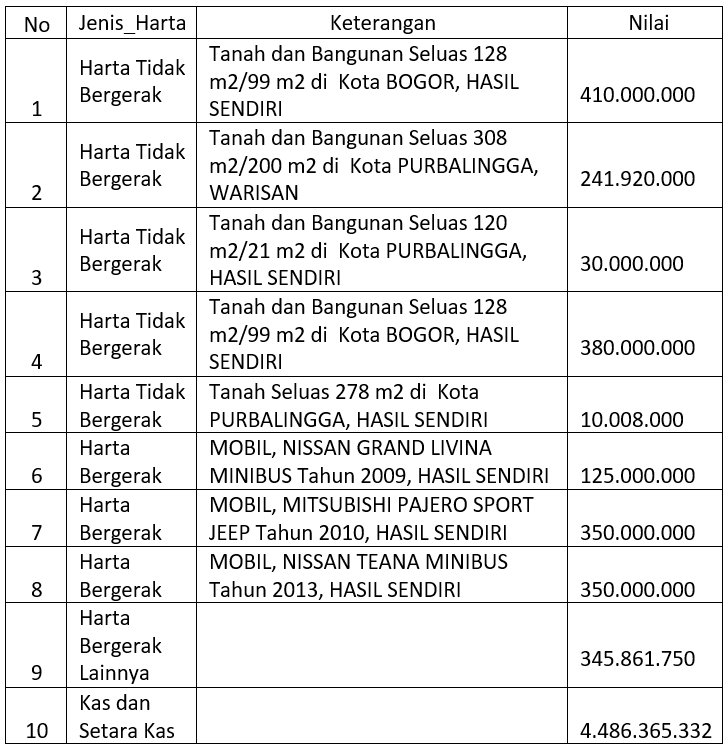 No Jenis_Harta Keterangan Nilai
1 Harta Tidak Bergerak Tanah dan Bangunan Seluas 128 m2/99 m2 di  Kota BOGOR, HASIL SENDIRI 410.000.000
2 Harta Tidak Bergerak Tanah dan Bangunan Seluas 308 m2/200 m2 di  Kota PURBALINGGA, WARISAN 241.920.000
3 Harta Tidak Bergerak Tanah dan Bangunan Seluas 120 m2/21 m2 di  Kota PURBALINGGA, HASIL SENDIRI 30.000.000
4 Harta Tidak Bergerak Tanah dan Bangunan Seluas 128 m2/99 m2 di  Kota BOGOR, HASIL SENDIRI 380.000.000
5 Harta Tidak Bergerak Tanah Seluas 278 m2 di  Kota PURBALINGGA, HASIL SENDIRI 10.008.000
6 Harta Bergerak MOBIL, NISSAN GRAND LIVINA MINIBUS Tahun 2009, HASIL SENDIRI 125.000.000
7 Harta Bergerak MOBIL, MITSUBISHI PAJERO SPORT JEEP Tahun 2010, HASIL SENDIRI 350.000.000
8 Harta Bergerak MOBIL, NISSAN TEANA MINIBUS Tahun 2013, HASIL SENDIRI 350.000.000
9 Harta Bergerak Lainnya 345.861.750
10 Kas dan Setara Kas 4.486.365.332